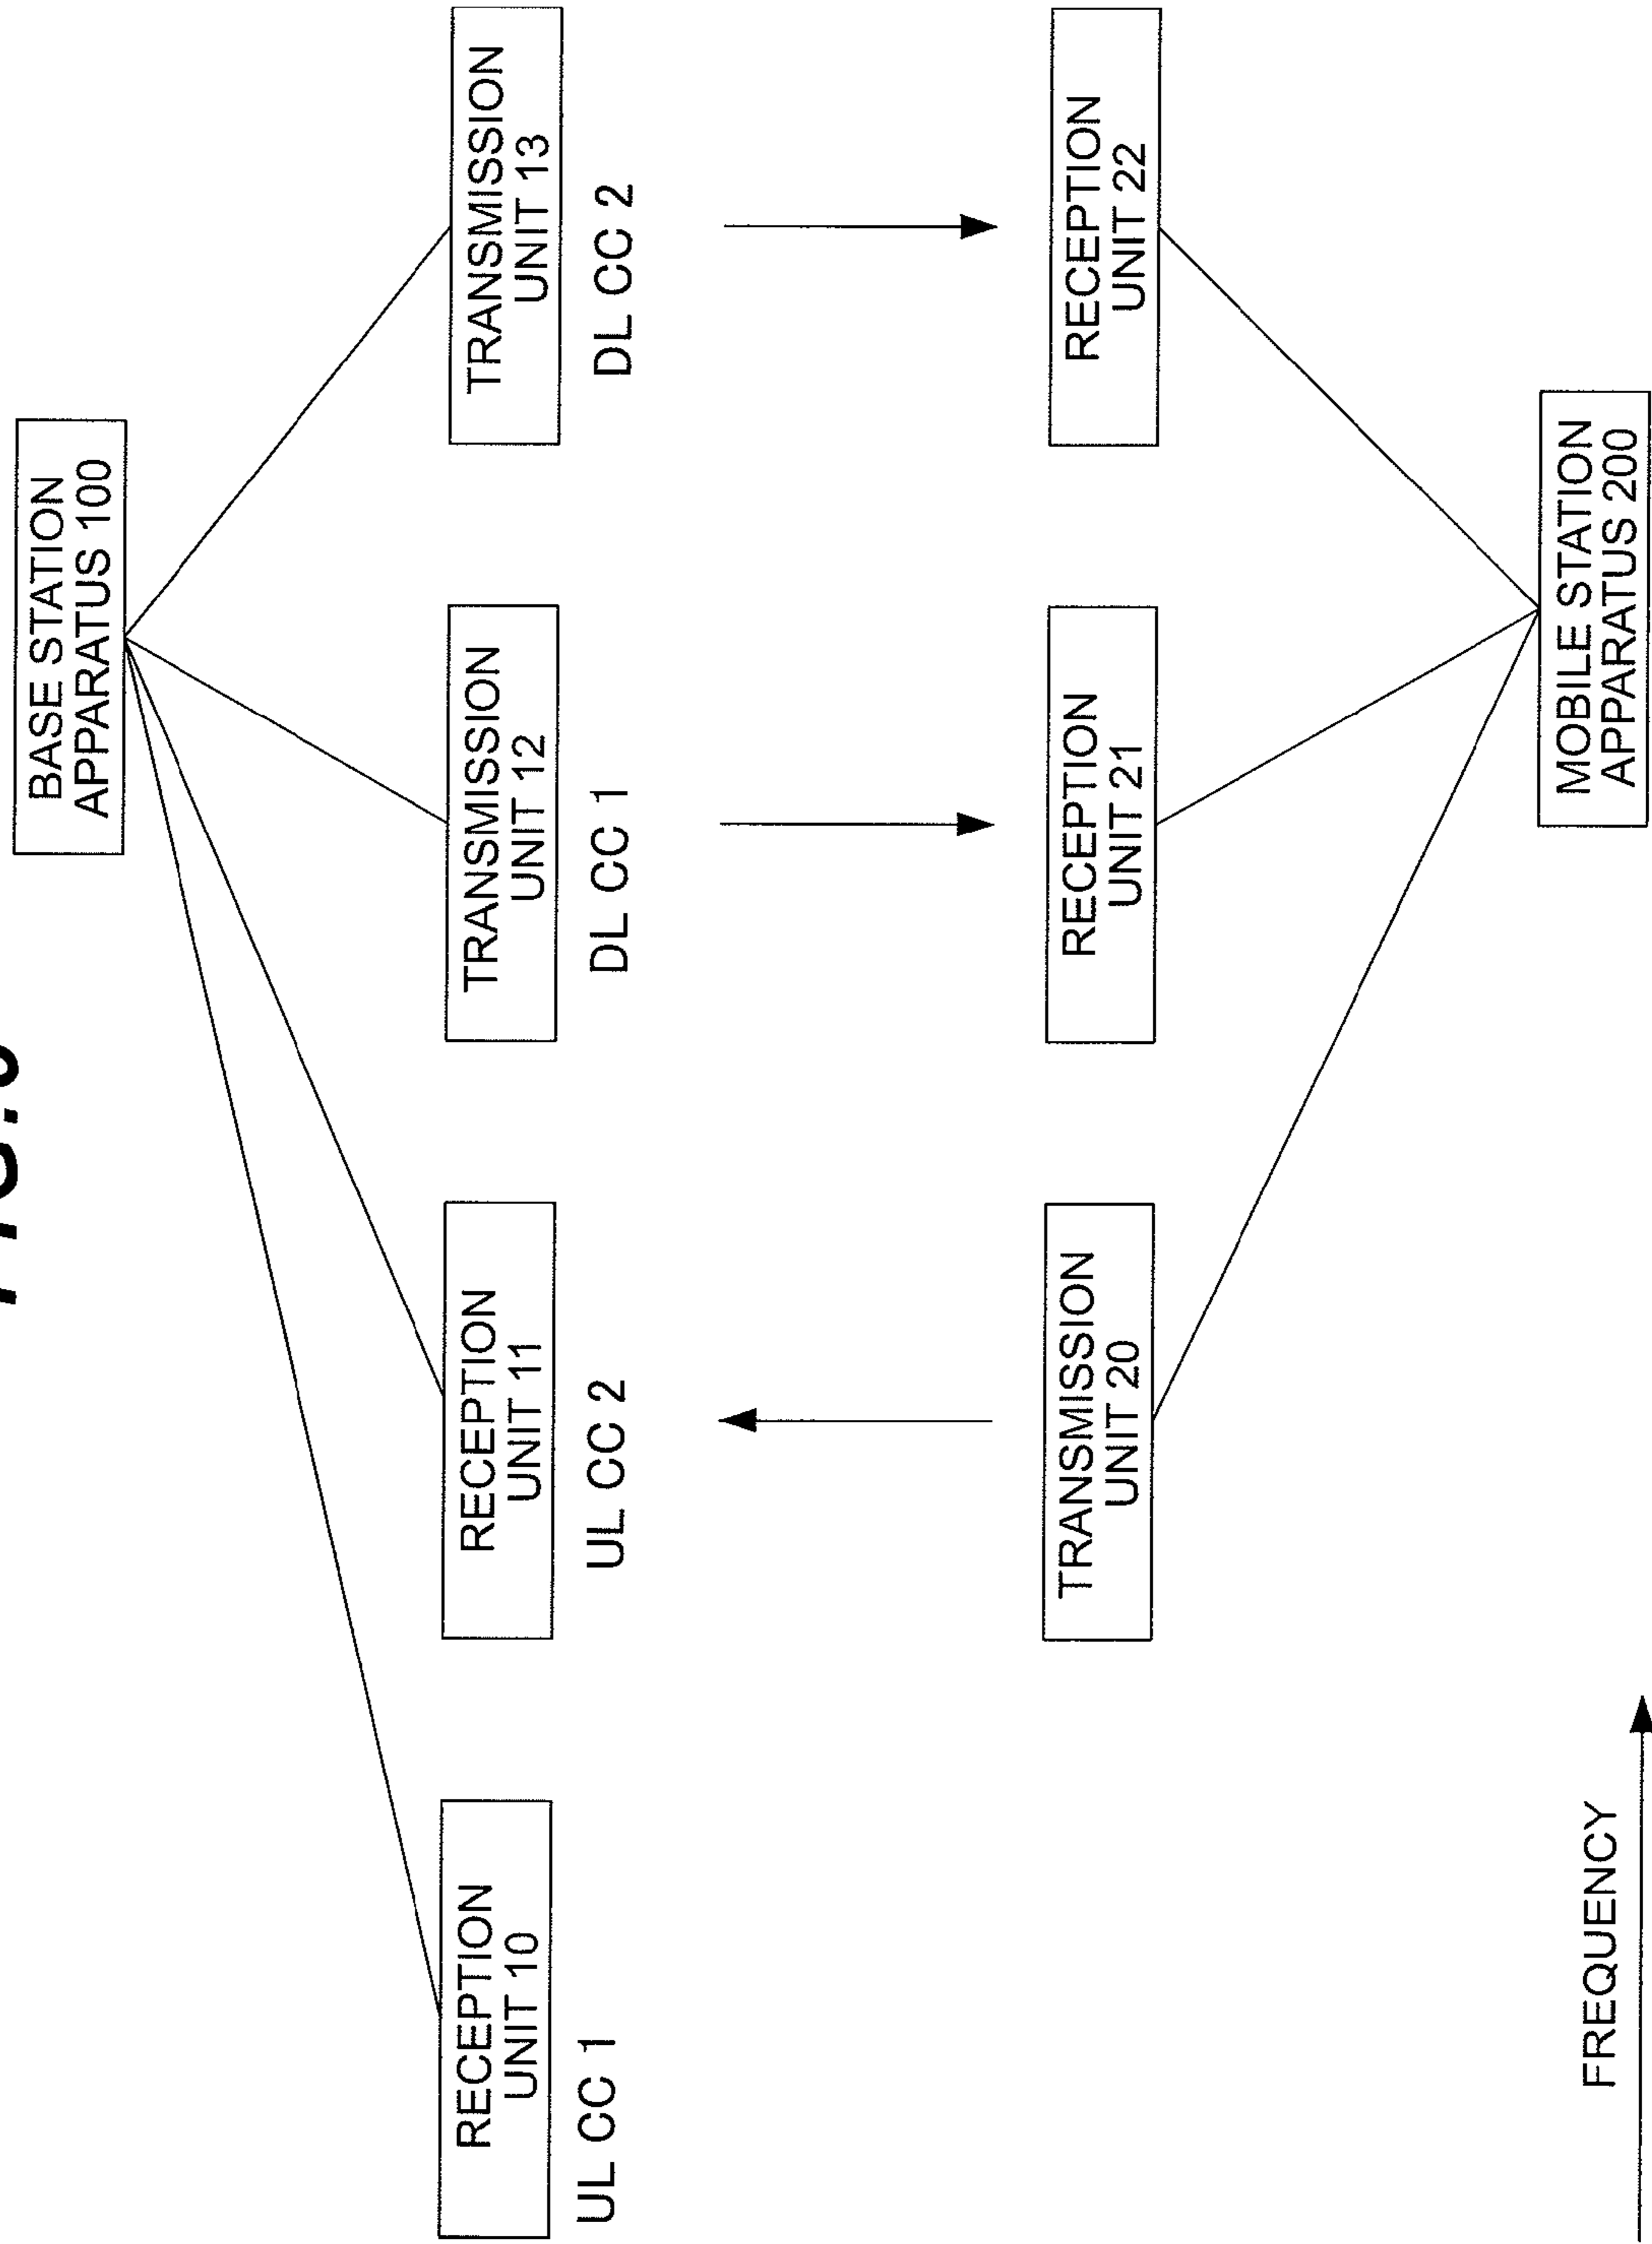 BASE STATION
APPARATUS 100
RECEPTION
UNIT 10
RECEPTION
UNIT 11
TRANSMISSION
UNIT 12
TRANSMISSION
UNIT 13
UL CC 1
UL CC 2
DL CC 1
DL CC 2
TRANSMISSION
UNIT 20
RECEPTION
UNIT 21
RECEPTION
UNIT 22
MOBILE STATION
APPARATUS 200
FREQUENCY